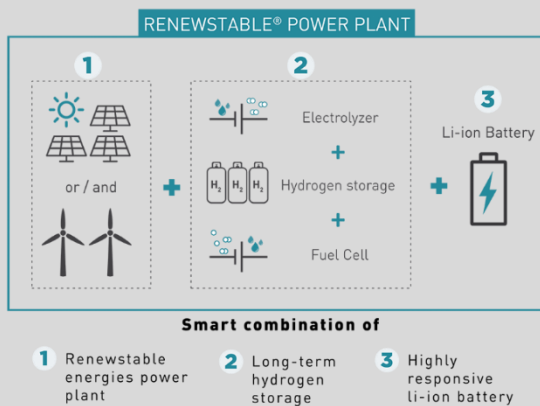 RENEWSTABLE® POWER PLANT
1
or / and
+
2
Electrolyzer
+
H₂ H₂ H₂ Hydrogen storage
+
Fuel Cell
+
3
Li-ion Battery
Smart combination of
1 Renewstable
energies power
plant
2 Long-term
hydrogen
storage
3 Highly
responsive
li-ion battery